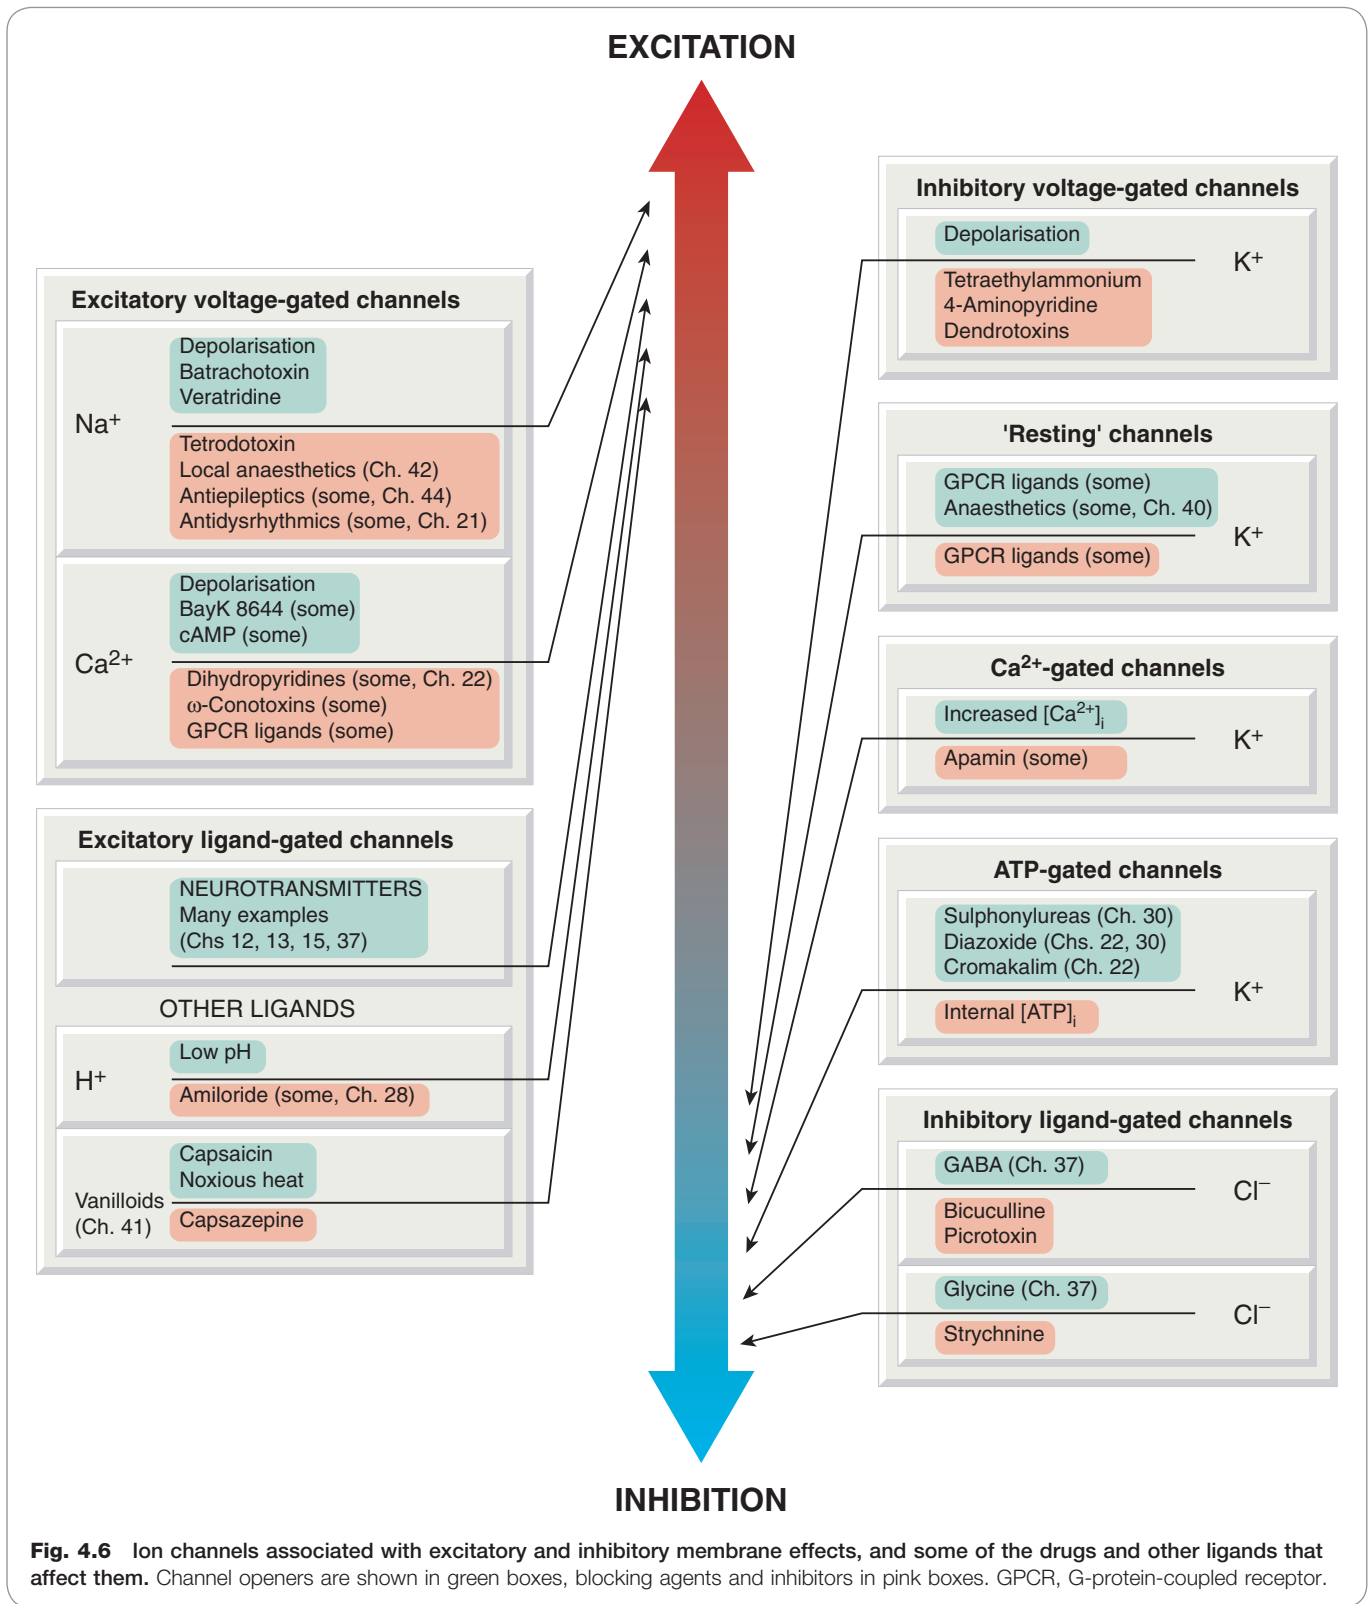 EXCITATION
Excitatory voltage-gated channels
Na⁺
Depolarisation
Batrachotoxin
Veratridine
Tetrodotoxin
Local anaesthetics (Ch. 42)
Antiepileptics (some, Ch. 44)
Antidysrhythmics (some, Ch. 21)
Ca²⁺
Depolarisation
BayK 8644 (some)
cAMP (some)
Dihydropyridines (some, Ch. 22)
ω-Conotoxins (some)
GPCR ligands (some)
Excitatory ligand-gated channels
NEUROTRANSMITTERS
Many examples
(Chs 12, 13, 15, 37)
OTHER LIGANDS
H⁺
Low pH
Amiloride (some, Ch. 28)
Vanilloids
(Ch. 41)
Capsaicin
Noxious heat
Capsazepine
Inhibitory voltage-gated channels
Depolarisation
Tetraethylammonium
4-Aminopyridine
Dendrotoxins
K⁺
'Resting' channels
GPCR ligands (some)
Anaesthetics (some, Ch. 40)
GPCR ligands (some)
K⁺
Ca²⁺-gated channels
Increased [Ca²⁺]ᵢ
Apamin (some)
K⁺
ATP-gated channels
Sulphonylureas (Ch. 30)
Diazoxide (Chs. 22, 30)
Cromakalim (Ch. 22)
Internal [ATP]ᵢ
K⁺
Inhibitory ligand-gated channels
GABA (Ch. 37)
Bicuculline
Picrotoxin
Cl⁻
Glycine (Ch. 37)
Strychnine
Cl⁻
INHIBITION
Fig. 4.6 Ion channels associated with excitatory and inhibitory membrane effects, and some of the drugs and other ligands that
affect them. Channel openers are shown in green boxes, blocking agents and inhibitors in pink boxes. GPCR, G-protein-coupled receptor.